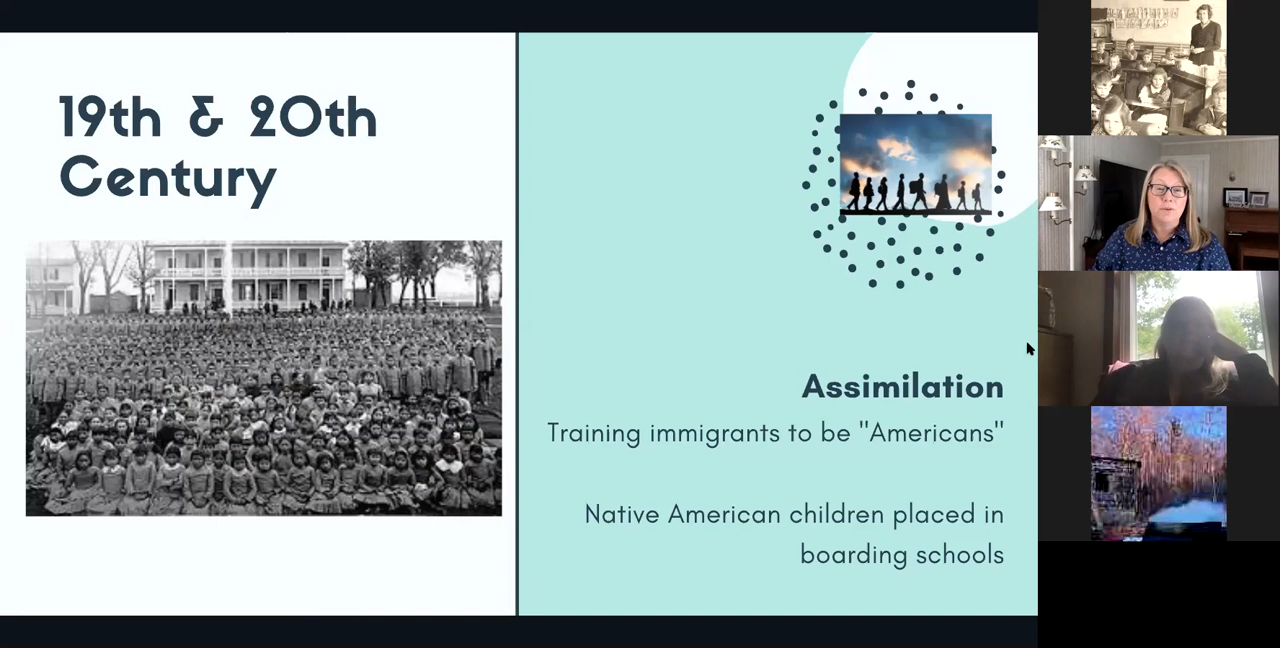 19th & 20th
Century
Assimilation
Training immigrants to be "Americans"
Native American children placed in
boarding schools